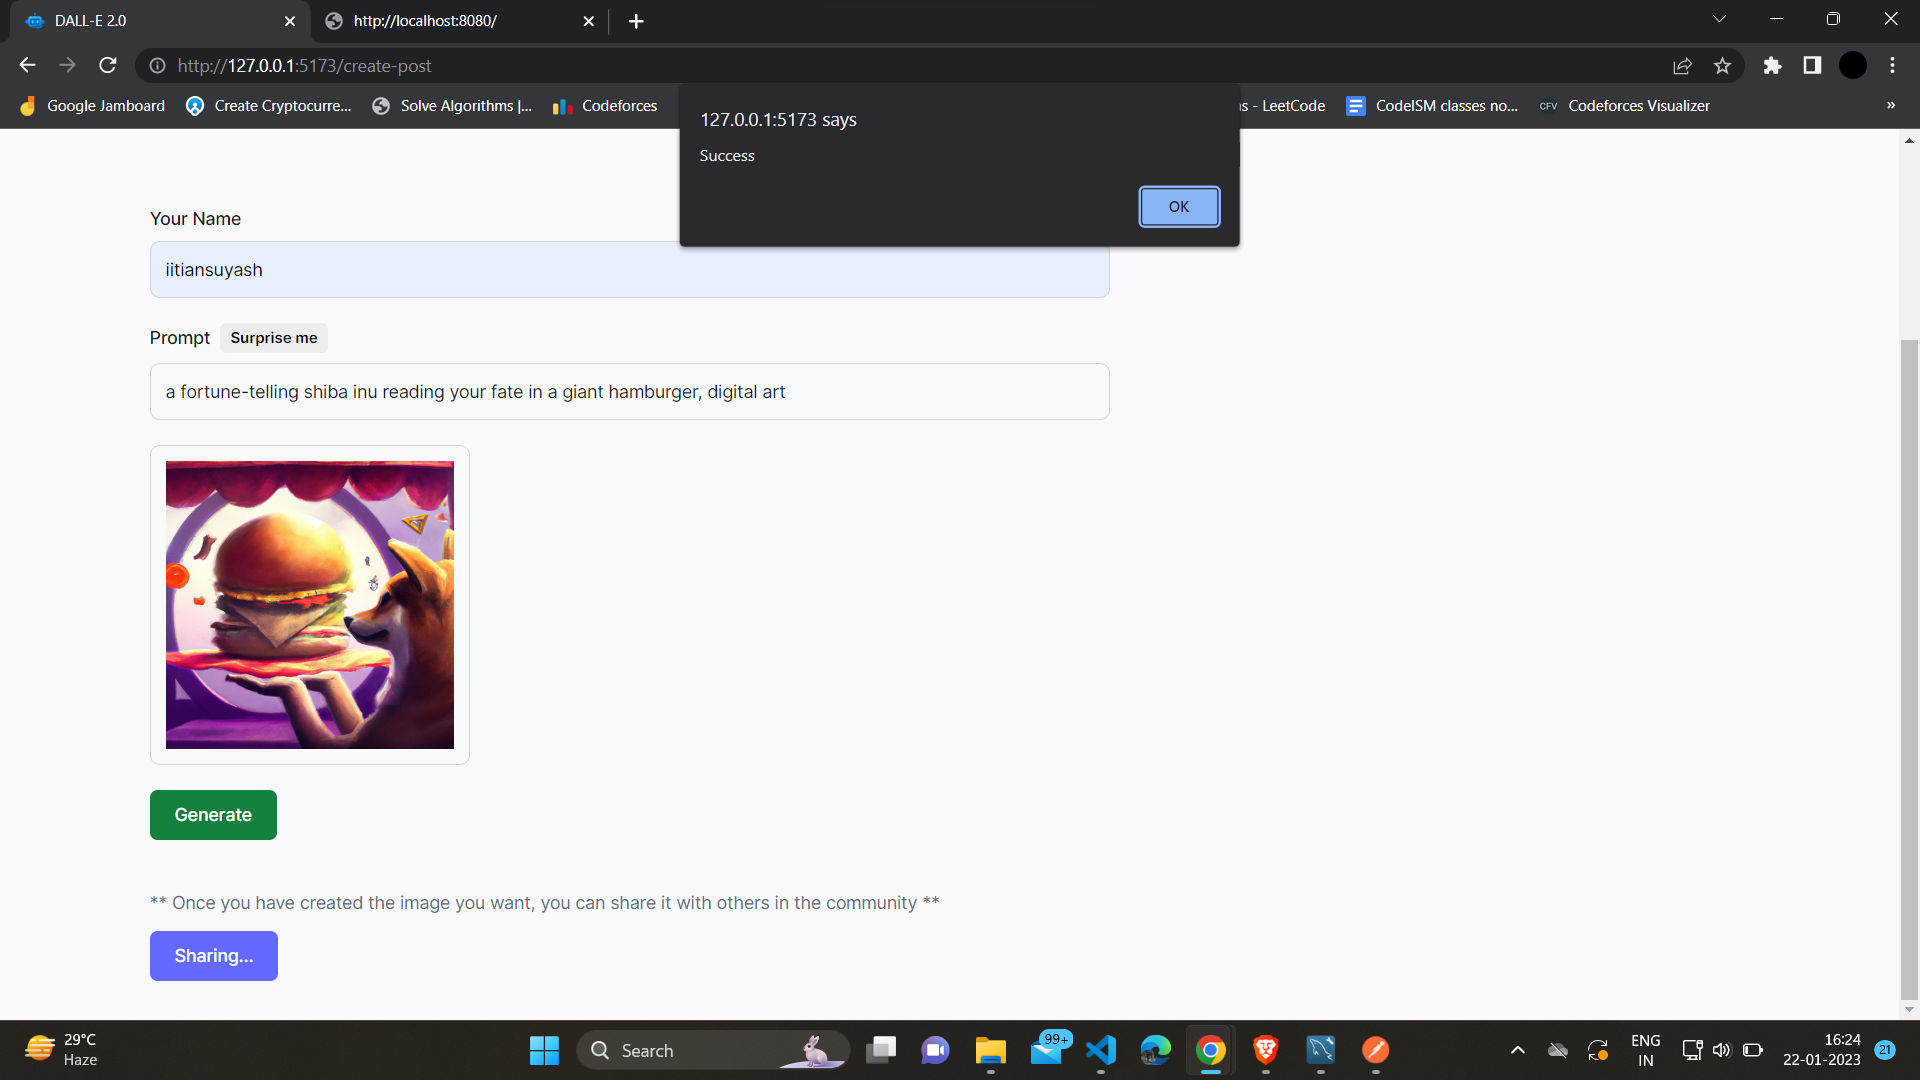 DALL-E 2.0
http://localhost:8080/
http://127.0.0.1:5173/create-post
Google Jamboard
Create Cryptocurre...
Solve Algorithms |...
Codeforces
s - LeetCode
CodeISM classes no...
CFV
Codeforces Visualizer
»
127.0.0.1:5173 says
Success
OK
Your Name
iitiansuyash
Prompt
Surprise me
a fortune-telling shiba inu reading your fate in a giant hamburger, digital art
Generate
** Once you have created the image you want, you can share it with others in the community **
Sharing...
29°C
Haze
Search
99+
ENG
IN
16:24
22-01-2023
21